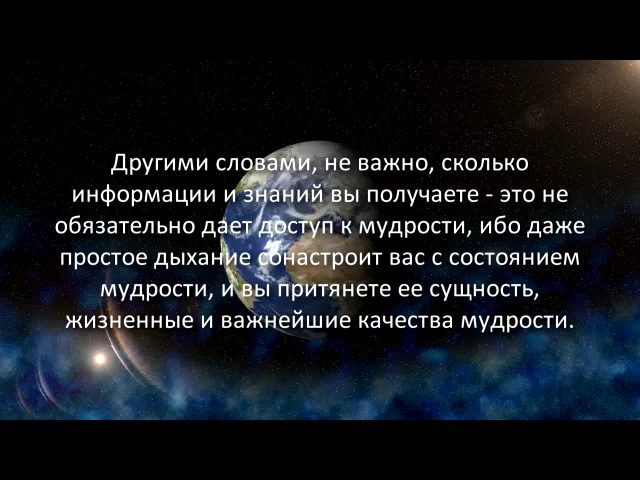 Другими словами, не важно, сколько
информации и знаний вы получаете - это не
обязательно дает доступ к мудрости, ибо даже
простое дыхание сонастроит вас с состоянием
мудрости, и вы притянете ее сущность,
жизненные и важнейшие качества мудрости.